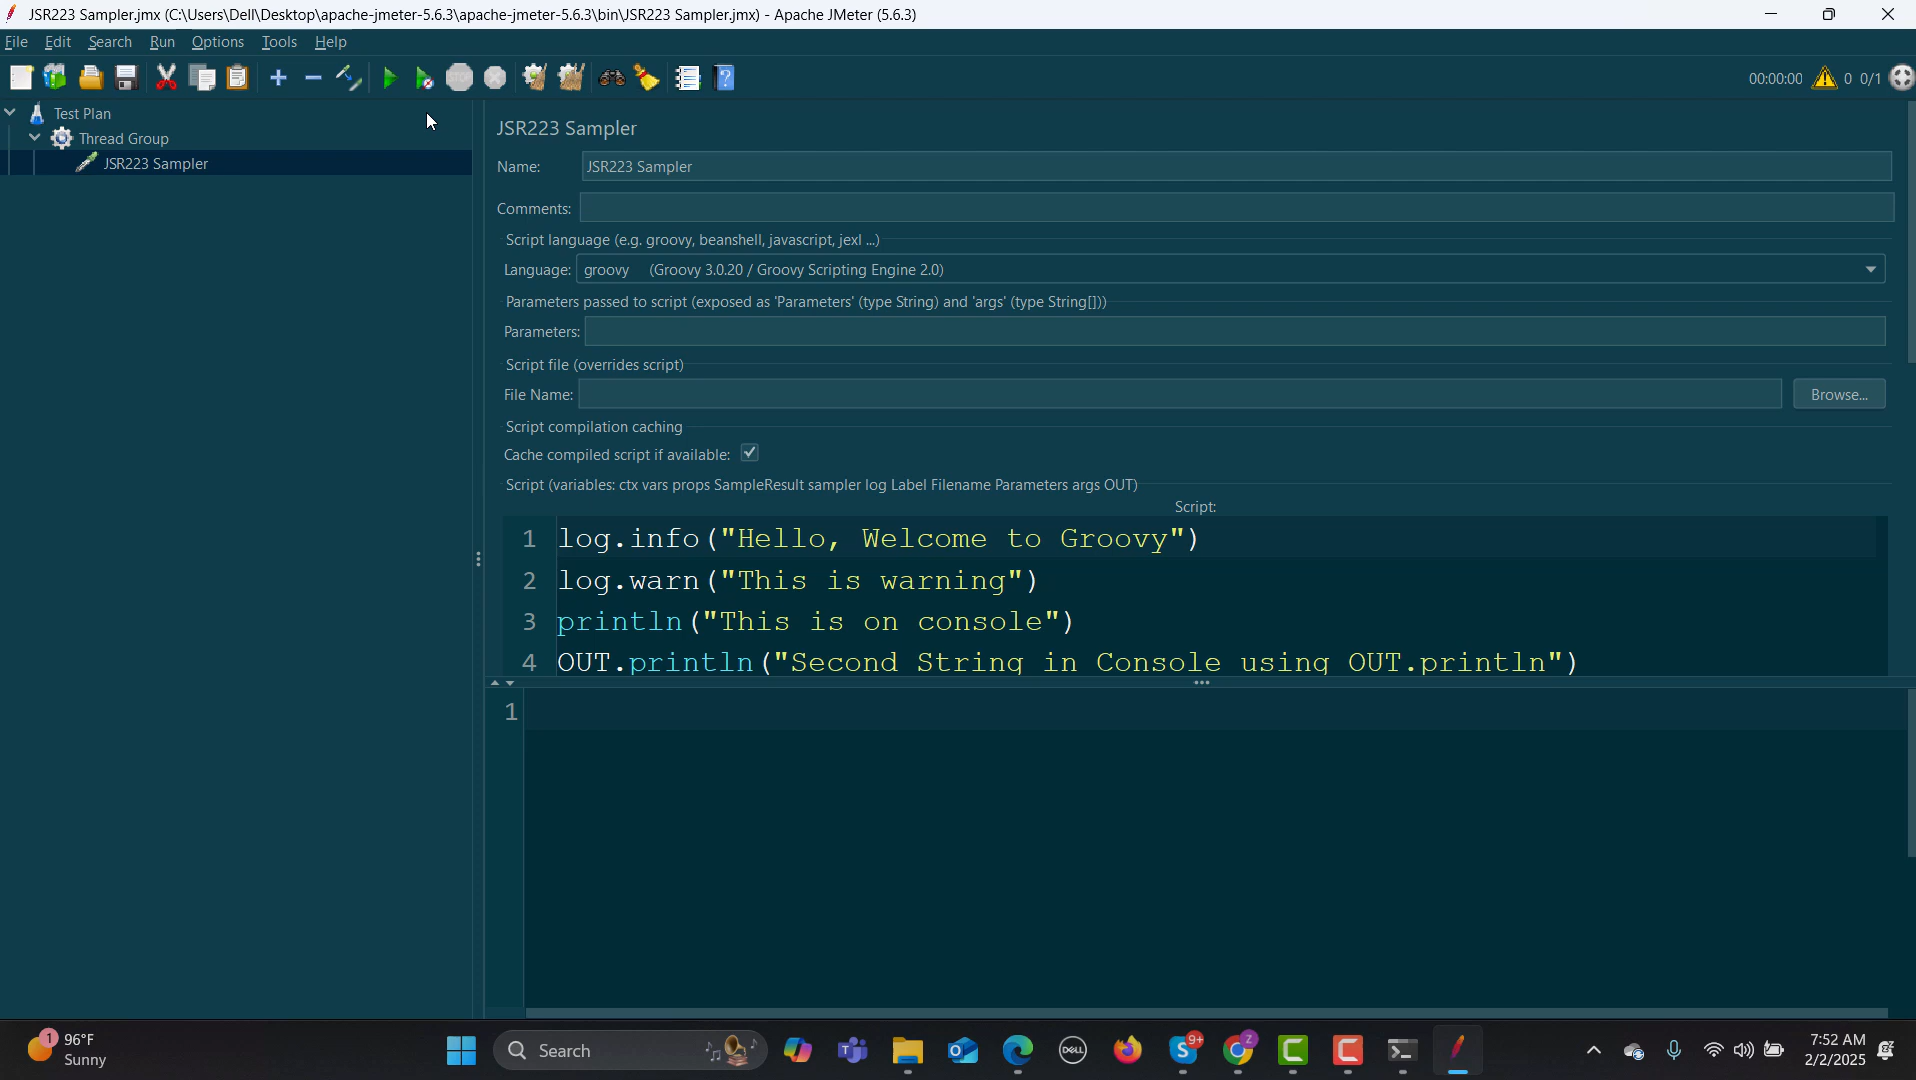 JSR223 Sampler.jmx (C:\Users\Dell\Desktop\apache-jmeter-5.6.3\apache-jmeter-5.6.3\bin\JSR223 Sampler.jmx) - Apache JMeter (5.6.3)
File Edit Search Run Options Tools Help
STOP
00:00:00 0 0/1
Test Plan
Thread Group
JSR223 Sampler
JSR223 Sampler
Name: JSR223 Sampler
Comments:
Script language (e.g. groovy, beanshell, javascript, jexl ...)
Language: groovy (Groovy 3.0.20 / Groovy Scripting Engine 2.0)
Parameters passed to script (exposed as 'Parameters' (type String) and 'args' (type String[]))
Parameters:
Script file (overrides script)
File Name: Browse...
Script compilation caching
Cache compiled script if available:
Script (variables: ctx vars props SampleResult sampler log Label Filename Parameters args OUT)
Script:
1 log.info("Hello, Welcome to Groovy")
2 log.warn("This is warning")
3 println("This is on console")
4 OUT.println("Second String in Console using OUT.println")
1
1 96°F
Sunny
Search
DELL
9+
Z
7:52 AM
2/2/2025